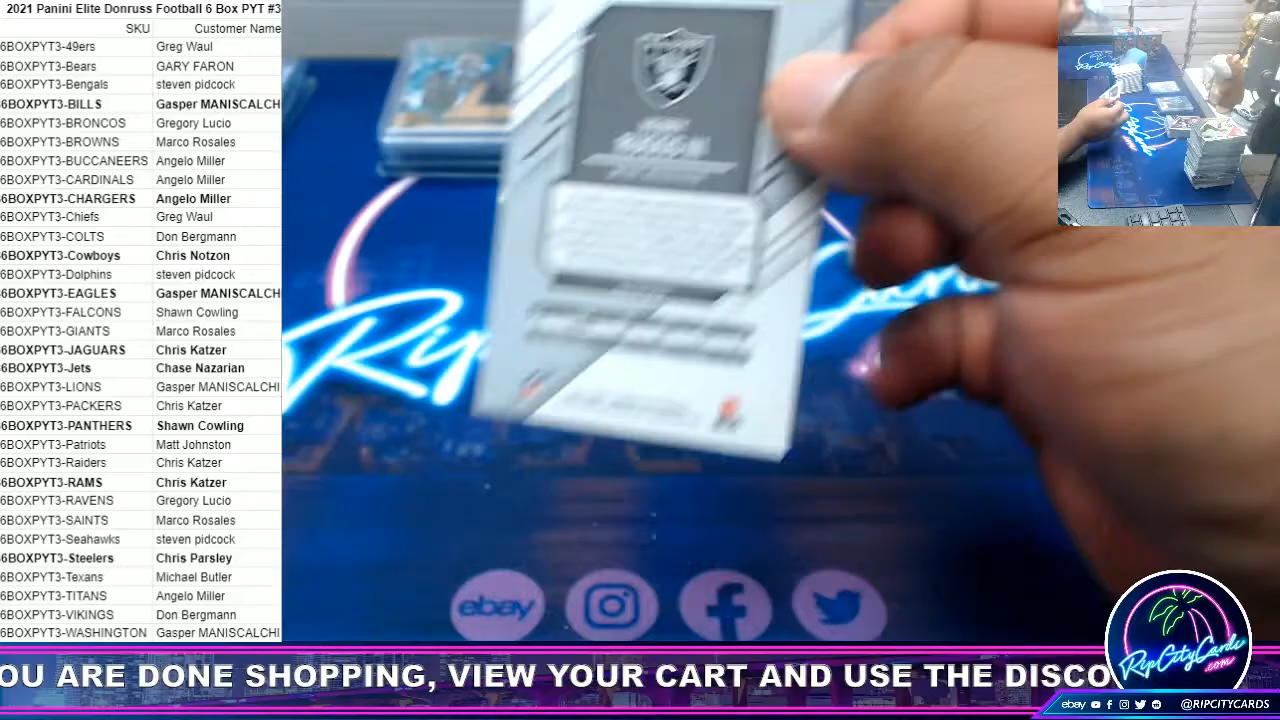 2021 Panini Elite Donruss Football 6 Box PYT #3
SKU Customer Name
6BOXPYT3-49ers Greg Waul
6BOXPYT3-Bears GARY FARON
6BOXPYT3-Bengals steven pidcock
6BOXPYT3-BILLS Gasper MANISCALCH
6BOXPYT3-BRONCOS Gregory Lucio
6BOXPYT3-BROWNS Marco Rosales
6BOXPYT3-BUCCANEERS Angelo Miller
6BOXPYT3-CARDINALS Angelo Miller
6BOXPYT3-CHARGERS Angelo Miller
6BOXPYT3-Chiefs Greg Waul
6BOXPYT3-COLTS Don Bergmann
6BOXPYT3-Cowboys Chris Notzon
6BOXPYT3-Dolphins steven pidcock
6BOXPYT3-EAGLES Gasper MANISCALCH
6BOXPYT3-FALCONS Shawn Cowling
6BOXPYT3-GIANTS Marco Rosales
6BOXPYT3-JAGUARS Chris Katzer
6BOXPYT3-Jets Chase Nazarian
6BOXPYT3-LIONS Gasper MANISCALCHI
6BOXPYT3-PACKERS Chris Katzer
6BOXPYT3-PANTHERS Shawn Cowling
6BOXPYT3-Patriots Matt Johnston
6BOXPYT3-Raiders Chris Katzer
6BOXPYT3-RAMS Chris Katzer
6BOXPYT3-RAVENS Gregory Lucio
6BOXPYT3-SAINTS Marco Rosales
6BOXPYT3-Seahawks steven pidcock
6BOXPYT3-Steelers Chris Parsley
6BOXPYT3-Texans Michael Butler
6BOXPYT3-TITANS Angelo Miller
6BOXPYT3-VIKINGS Don Bergmann
6BOXPYT3-WASHINGTON Gasper MANISCALCHI
Rip
ebay
OU ARE DONE SHOPPING, VIEW YOUR CART AND USE THE DISCO
RipCityCards
.com
ebay @RIPCITYCARDS